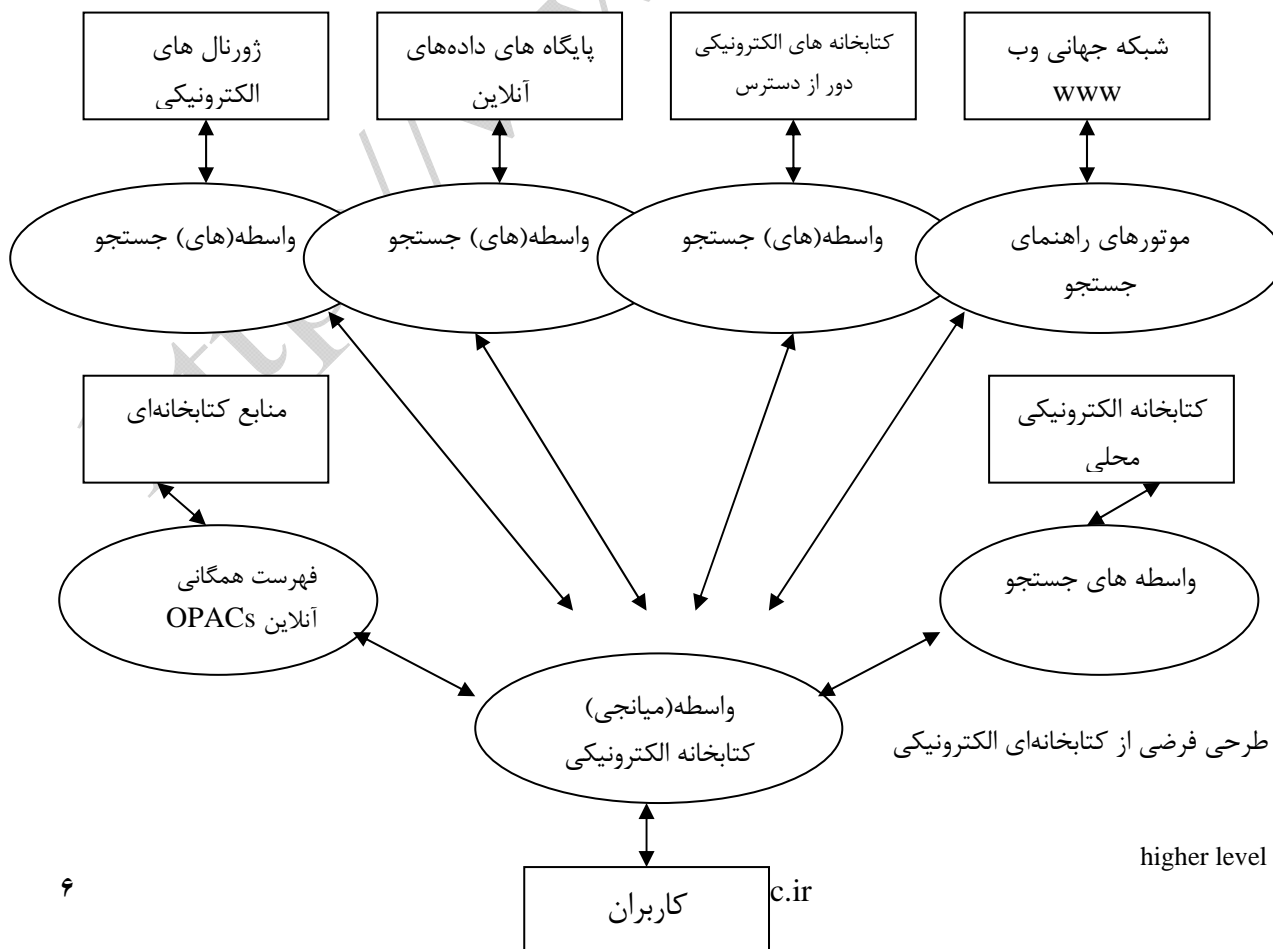 شبکه جهانی وب
www
کتابخانه های الکترونیکی
دور از دسترس
پایگاه های داده‌های
آنلاین
ژورنال های
الکترونیکی
موتورهای راهنمای
جستجو
واسطه(های) جستجو
واسطه(های) جستجو
واسطه(های) جستجو
کتابخانه الکترونیکی
محلی
منابع کتابخانه‌ای
واسطه های جستجو
فهرست همگانی
آنلاین OPACs
واسطه(میانجی)
کتابخانه الکترونیکی
طرحی فرضی از کتابخانه‌ای الکترونیکی
higher level
کاربران
c.ir
۶